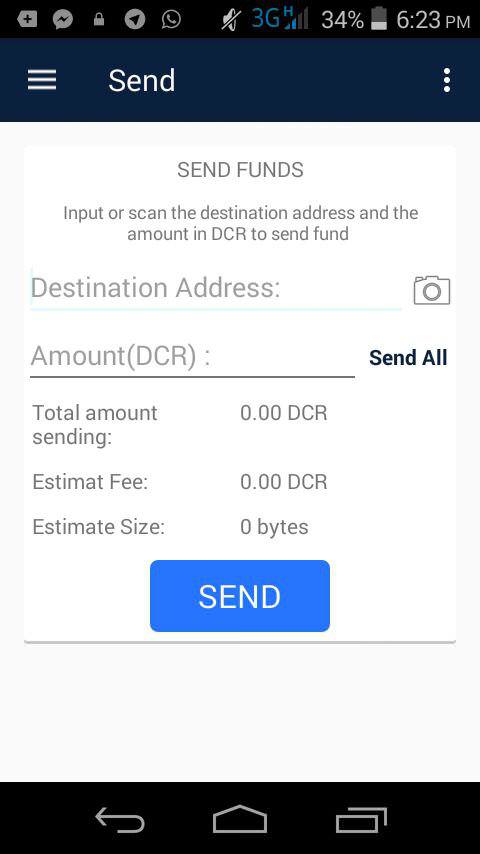 3G H 34% 6:23 PM
Send
SEND FUNDS
Input or scan the destination address and the
amount in DCR to send fund
Destination Address:
Amount(DCR) : Send All
Total amount 0.00 DCR
sending:
Estimat Fee: 0.00 DCR
Estimate Size: 0 bytes
SEND